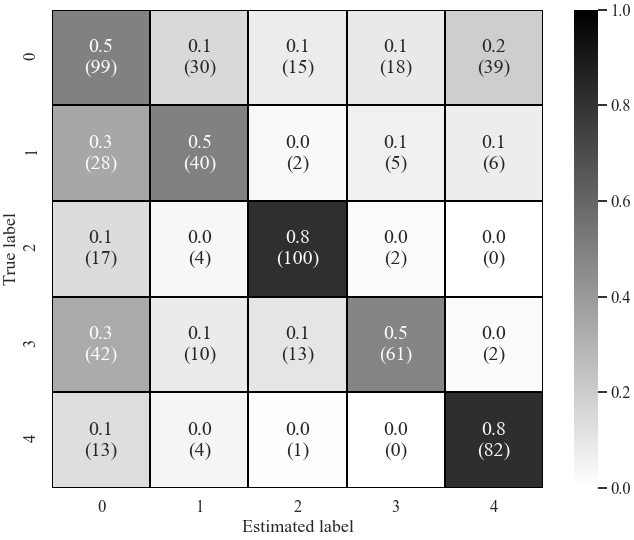 0.5 0.1 0.1 0.1 0.2
0 (99) (30) (15) (18) (39)
0.3 0.5 0.0 0.1 0.1
1 (28) (40) (2) (5) (6)
True label
0.1 0.0 0.8 0.0 0.0
2 (17) (4) (100) (2) (0)
0.3 0.1 0.1 0.5 0.0
3 (42) (10) (13) (61) (2)
0.1 0.0 0.0 0.0 0.8
4 (13) (4) (1) (0) (82)
0 1 2 3 4
Estimated label
1.0
0.8
0.6
0.4
0.2
0.0